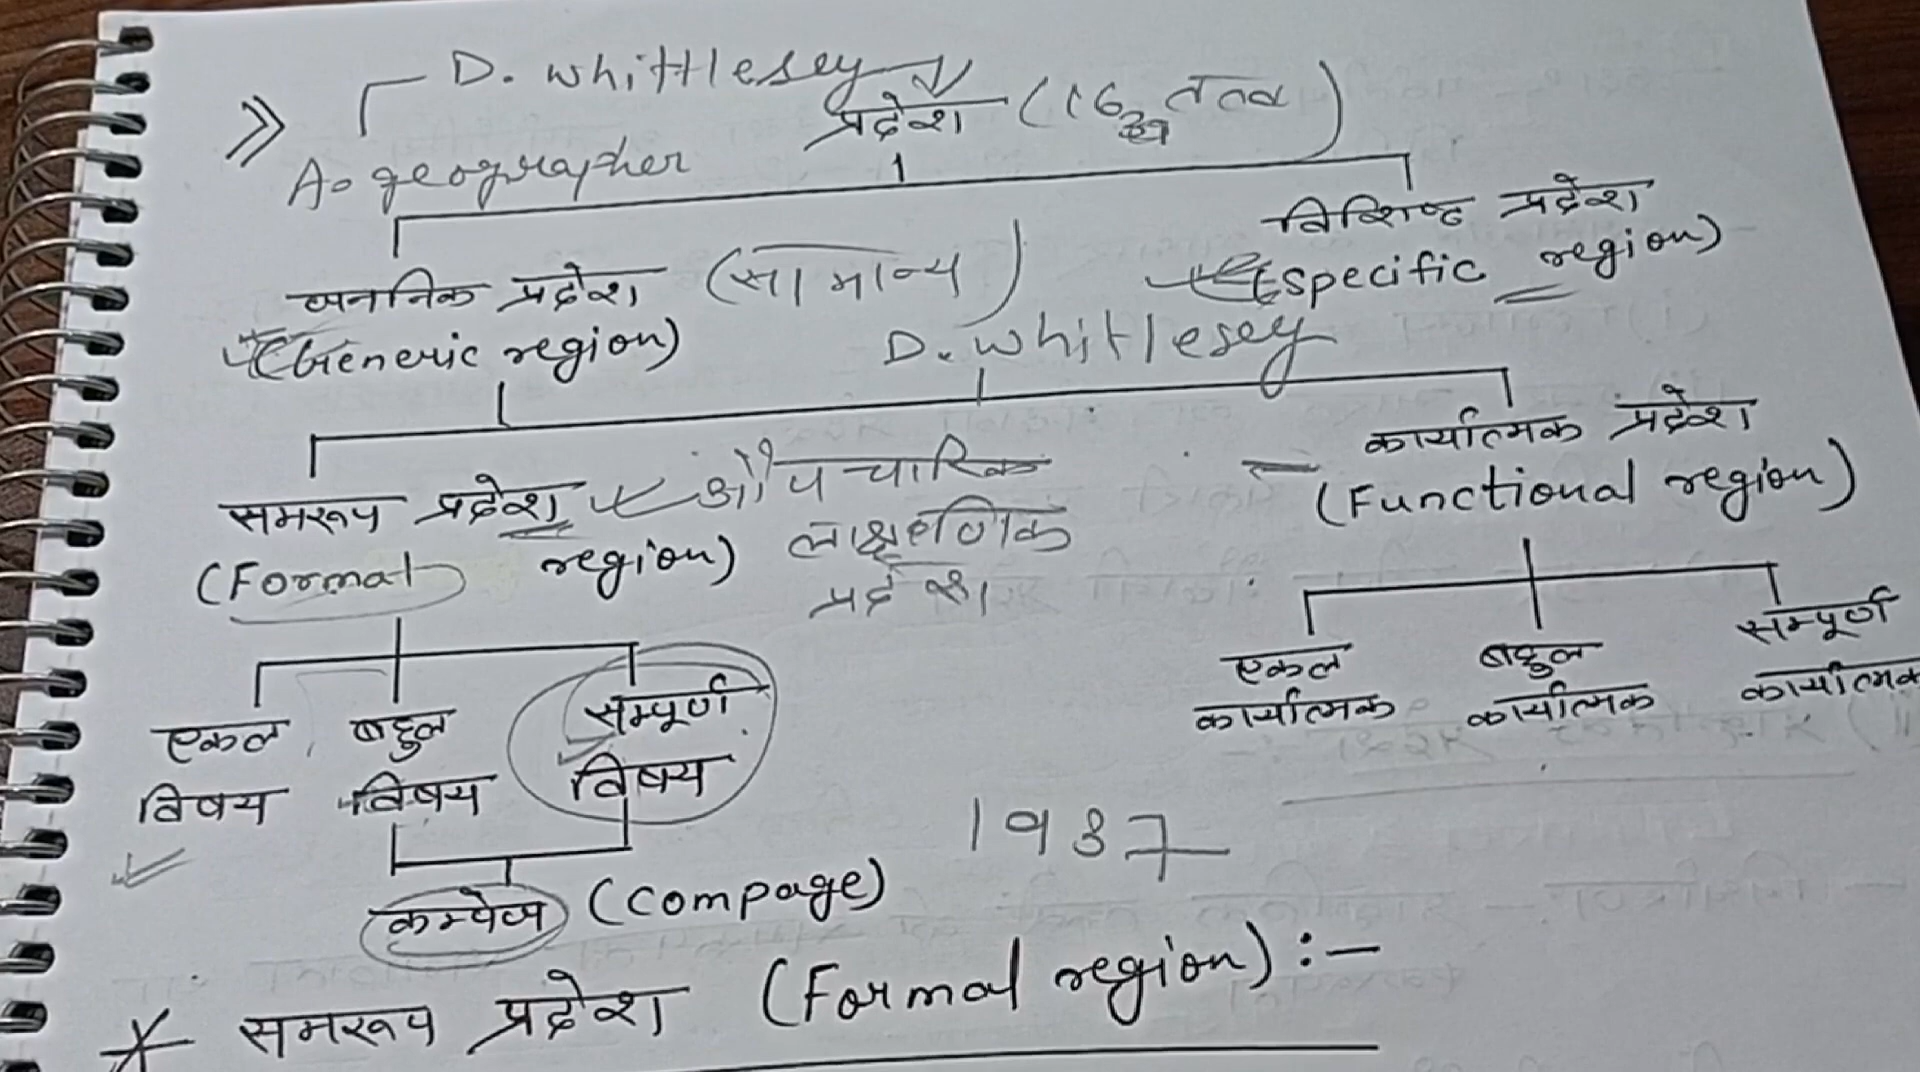 D. Whittlesey
प्रदेश (16 तत्व)
A. geographer
जननिक प्रदेश (सामान्य)
(Generic region)
विशिष्ट प्रदेश
(Specific region)
D. Whittlesey
समरूप प्रदेश औपचारिक
(Formal region) लाक्षणिक
प्रदेश
कार्यात्मक प्रदेश
(Functional region)
एकल बहुल सम्पूर्ण
विषय विषय विषय
एकल बहुल सम्पूर्ण
कार्यात्मक कार्यात्मक कार्यात्मक
1937
कम्पेज (Compage)
* समरूप प्रदेश (Formal region) :-